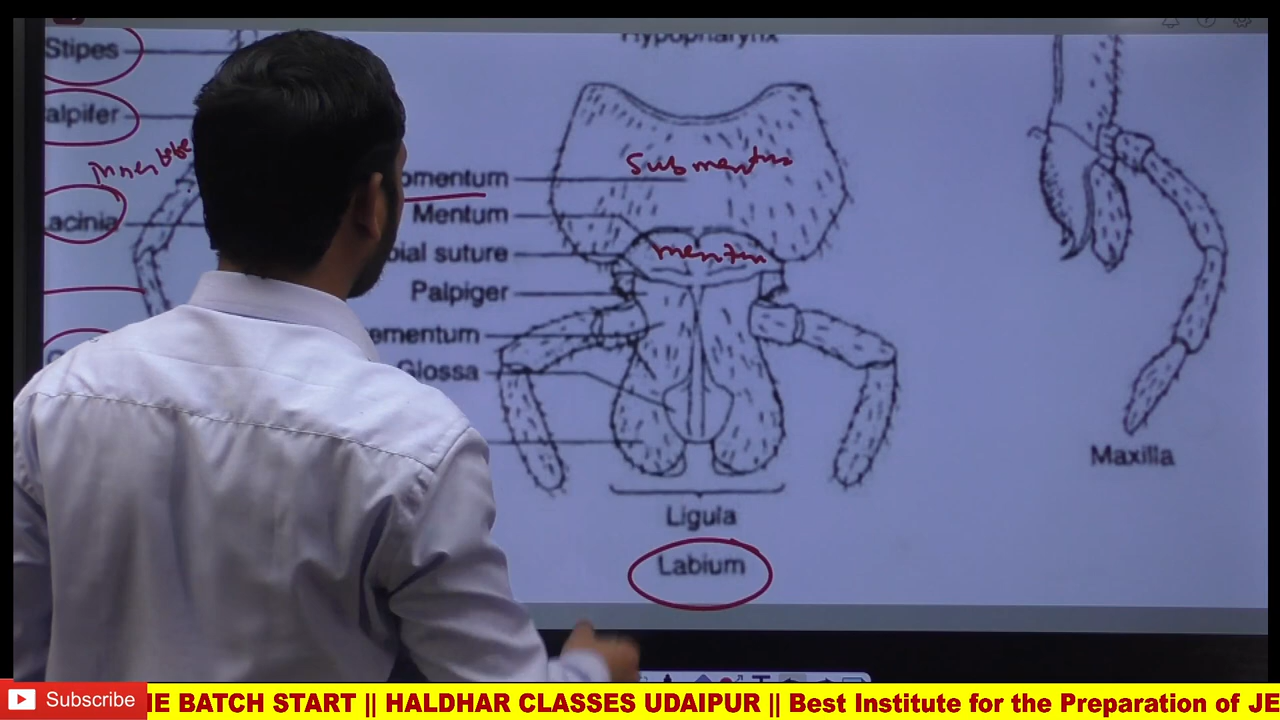 Hypopharynx
Stipes
alpifer
inner lobe
acinia
omentum
Submentum
Mentum
mentum
bial suture
Palpiger
ementum
Glossa
Maxilla
Ligula
Labium
Subscribe
IE BATCH START || HALDHAR CLASSES UDAIPUR || Best Institute for the Preparation of JE